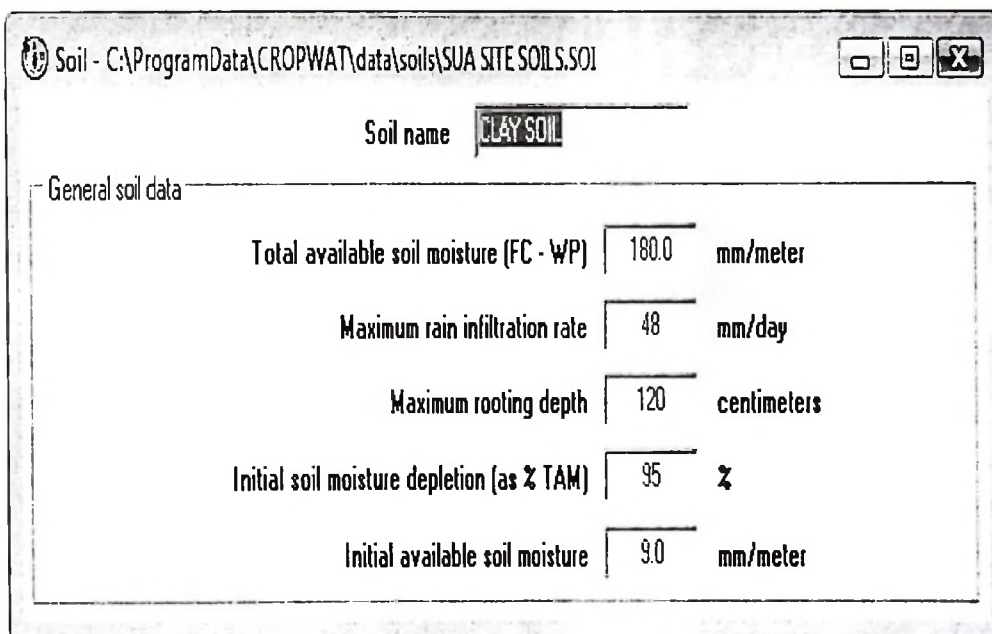 Soil - C:\ProgramData\CROPWAT\data\soils\SUA SITE SOILS.SOI
Soil name CLAY SOIL
General soil data
Total available soil moisture (FC - WP) 180.0 mm/meter
Maximum rain infiltration rate 48 mm/day
Maximum rooting depth 120 centimeters
Initial soil moisture depletion (as % TAM) 95 %
Initial available soil moisture 9.0 mm/meter